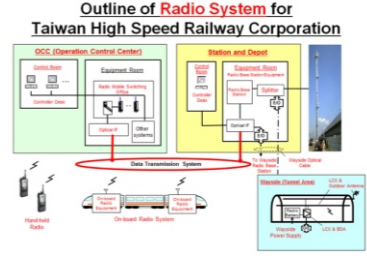 Outline of Radio System for
Taiwan High Speed Railway Corporation
OCC (Operation Control Center)
Control Room
Controller Desk
Equipment Room
Radio Mobile Switching
Office
Optical IF
Other
systems
Station and Depot
Control Room
Controller Desk
Equipment Room
Radio Base Station Equipment
Radio Base
Station
Splitter
E/O
Optical IF
E/O
To Wayside
Radio Base
Station
Wayside Optical
Cable
Data Transmission System
Hand-held
Radio
On-board
Radio
Equipment
On-board
Radio
Equipment
On-board Radio System
Wayside (Tunnel Area)
LCX &
Outdoor Antenna
Wayside
Power Supply
LCX & BDA